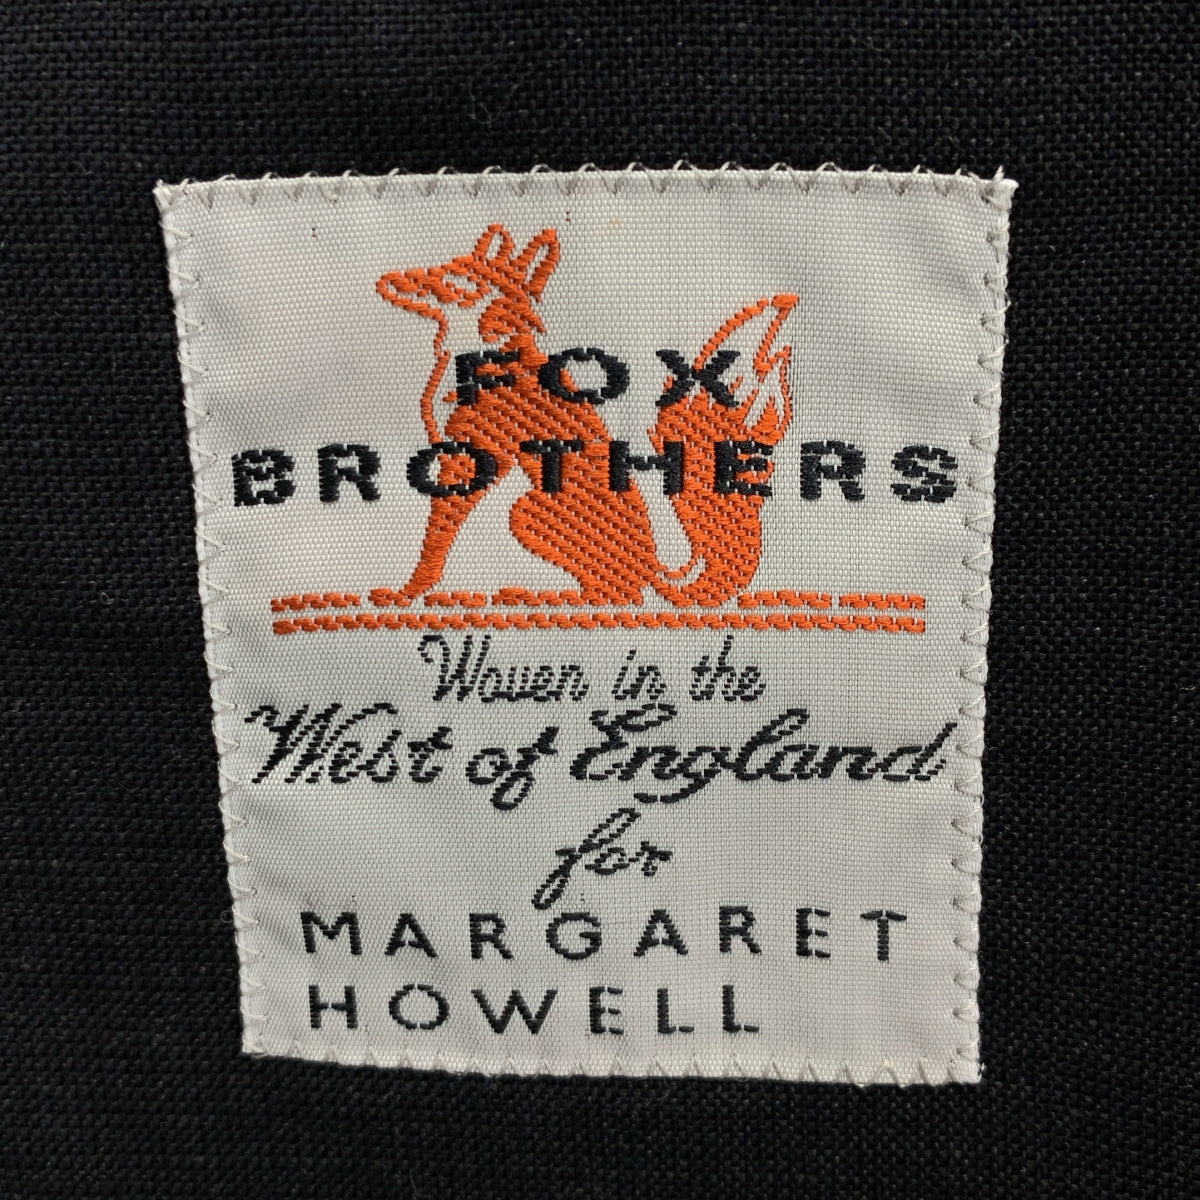 FOX
BROTHERS
Woven in the
West of England
for
MARGARET
HOWELL